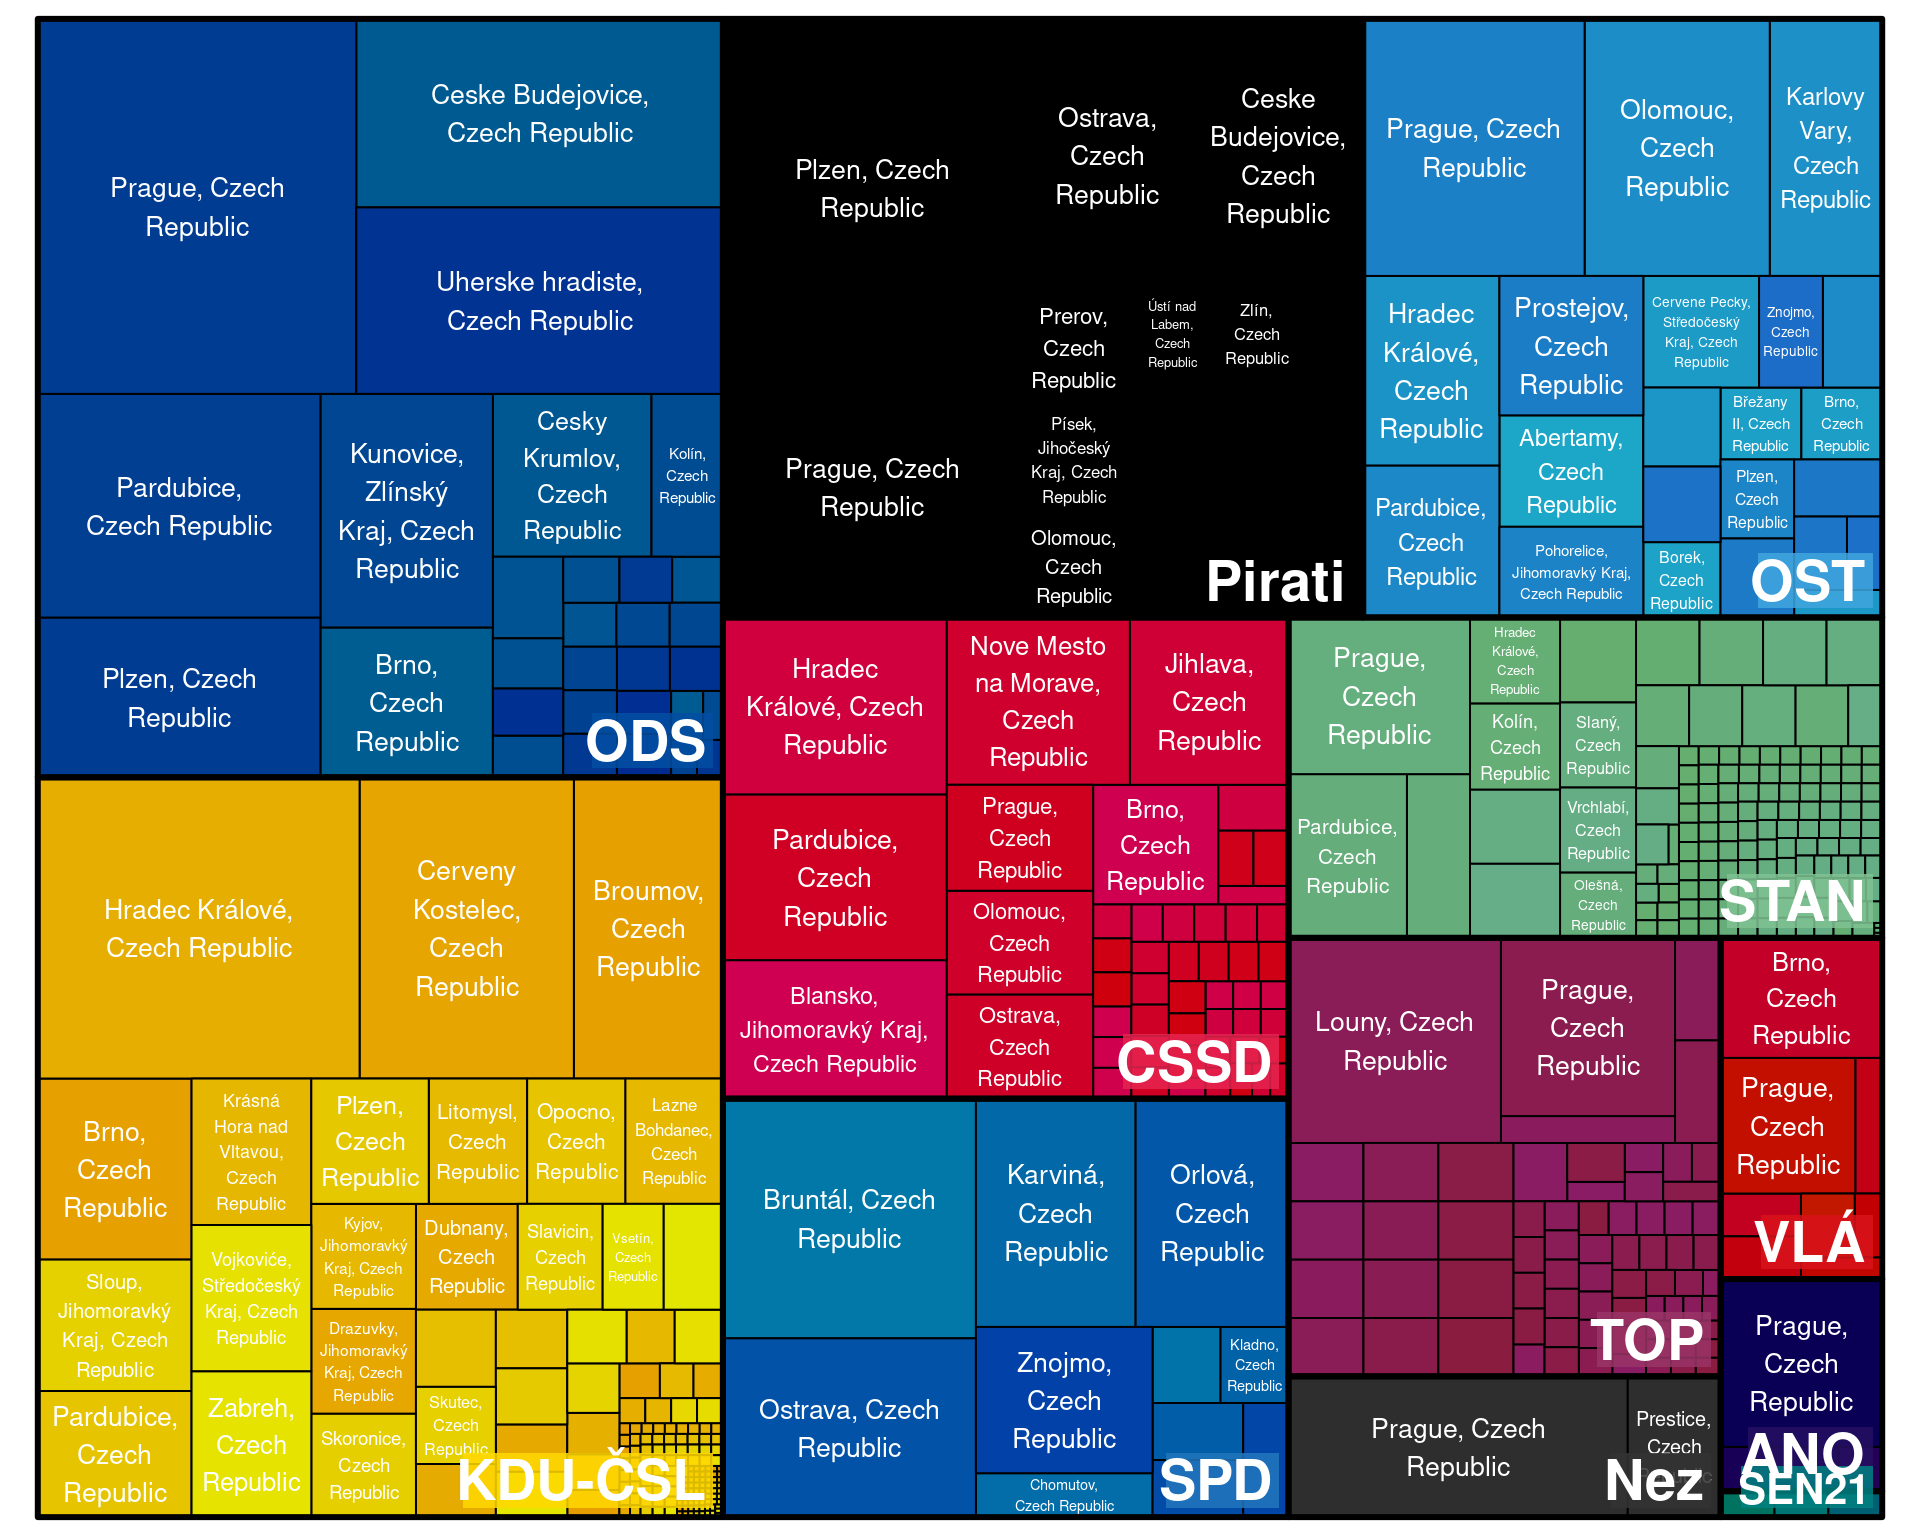 Prague, Czech
Republic
Ceske Budejovice,
Czech Republic
Uherske hradiste,
Czech Republic
Pardubice,
Czech Republic
Plzen, Czech
Republic
Kunovice,
Zlínský
Kraj, Czech
Republic
Brno,
Czech
Republic
Cesky
Krumlov,
Czech
Republic
Kolín,
Czech
Republic
ODS
Plzen, Czech
Republic
Prague, Czech
Republic
Ostrava,
Czech
Republic
Ceske
Budejovice,
Czech
Republic
Prerov,
Czech
Republic
Ústí nad
Labem,
Czech
Republic
Zlín,
Czech
Republic
Písek,
Jihočeský
Kraj, Czech
Republic
Olomouc,
Czech
Republic
Pirati
Prague, Czech
Republic
Olomouc,
Czech
Republic
Karlovy
Vary,
Czech
Republic
Hradec
Králové,
Czech
Republic
Pardubice,
Czech
Republic
Prostejov,
Czech
Republic
Abertamy,
Czech
Republic
Pohorelice,
Jihomoravký Kraj,
Czech Republic
Cervene Pecky,
Středočeský
Kraj, Czech
Republic
Znojmo,
Czech
Republic
Břežany
II, Czech
Republic
Brno,
Czech
Republic
Plzen,
Czech
Republic
Borek,
Czech
Republic
OST
Hradec Králové,
Czech Republic
Cerveny
Kostelec,
Czech
Republic
Broumov,
Czech
Republic
Brno,
Czech
Republic
Sloup,
Jihomoravký
Kraj, Czech
Republic
Pardubice,
Czech
Republic
Krásná
Hora nad
Vltavou,
Czech
Republic
Vojkoviće,
Středočeský
Kraj, Czech
Republic
Zabreh,
Czech
Republic
Plzen,
Czech
Republic
Litomysl,
Czech
Republic
Opocno,
Czech
Republic
Lazne
Bohdanec,
Czech
Republic
Kyjov,
Jihomoravký
Kraj, Czech
Republic
Drazuvky,
Jihomoravký
Kraj, Czech
Republic
Skoronice,
Czech
Republic
Dubnany,
Czech
Republic
Slavicin,
Czech
Republic
Vsetín,
Czech
Republic
Skutec,
Czech
Republic
KDU-ČSL
Hradec
Králové, Czech
Republic
Pardubice,
Czech
Republic
Blansko,
Jihomoravký Kraj,
Czech Republic
Nove Mesto
na Morave,
Czech
Republic
Jihlava,
Czech
Republic
Prague,
Czech
Republic
Olomouc,
Czech
Republic
Ostrava,
Czech
Republic
Brno,
Czech
Republic
CSSD
Bruntál, Czech
Republic
Ostrava, Czech
Republic
Karviná,
Czech
Republic
Orlová,
Czech
Republic
Znojmo,
Czech
Republic
Chomutov,
Czech Republic
Kladno,
Czech
Republic
SPD
Prague,
Czech
Republic
Pardubice,
Czech
Republic
Hradec
Králové,
Czech
Republic
Kolín,
Czech
Republic
Slaný,
Czech
Republic
Vrchlabí,
Czech
Republic
Olešná,
Czech
Republic
STAN
Louny, Czech
Republic
Prague,
Czech
Republic
TOP
Brno,
Czech
Republic
Prague,
Czech
Republic
VLÁ
Prague, Czech
Republic
Prestice,
Czech
Nez
Prague,
Czech
Republic
ANO
SEN21